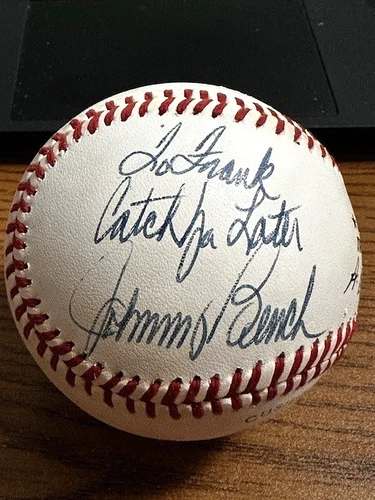 To Frank
Catch Ya Later
Johnny Bench